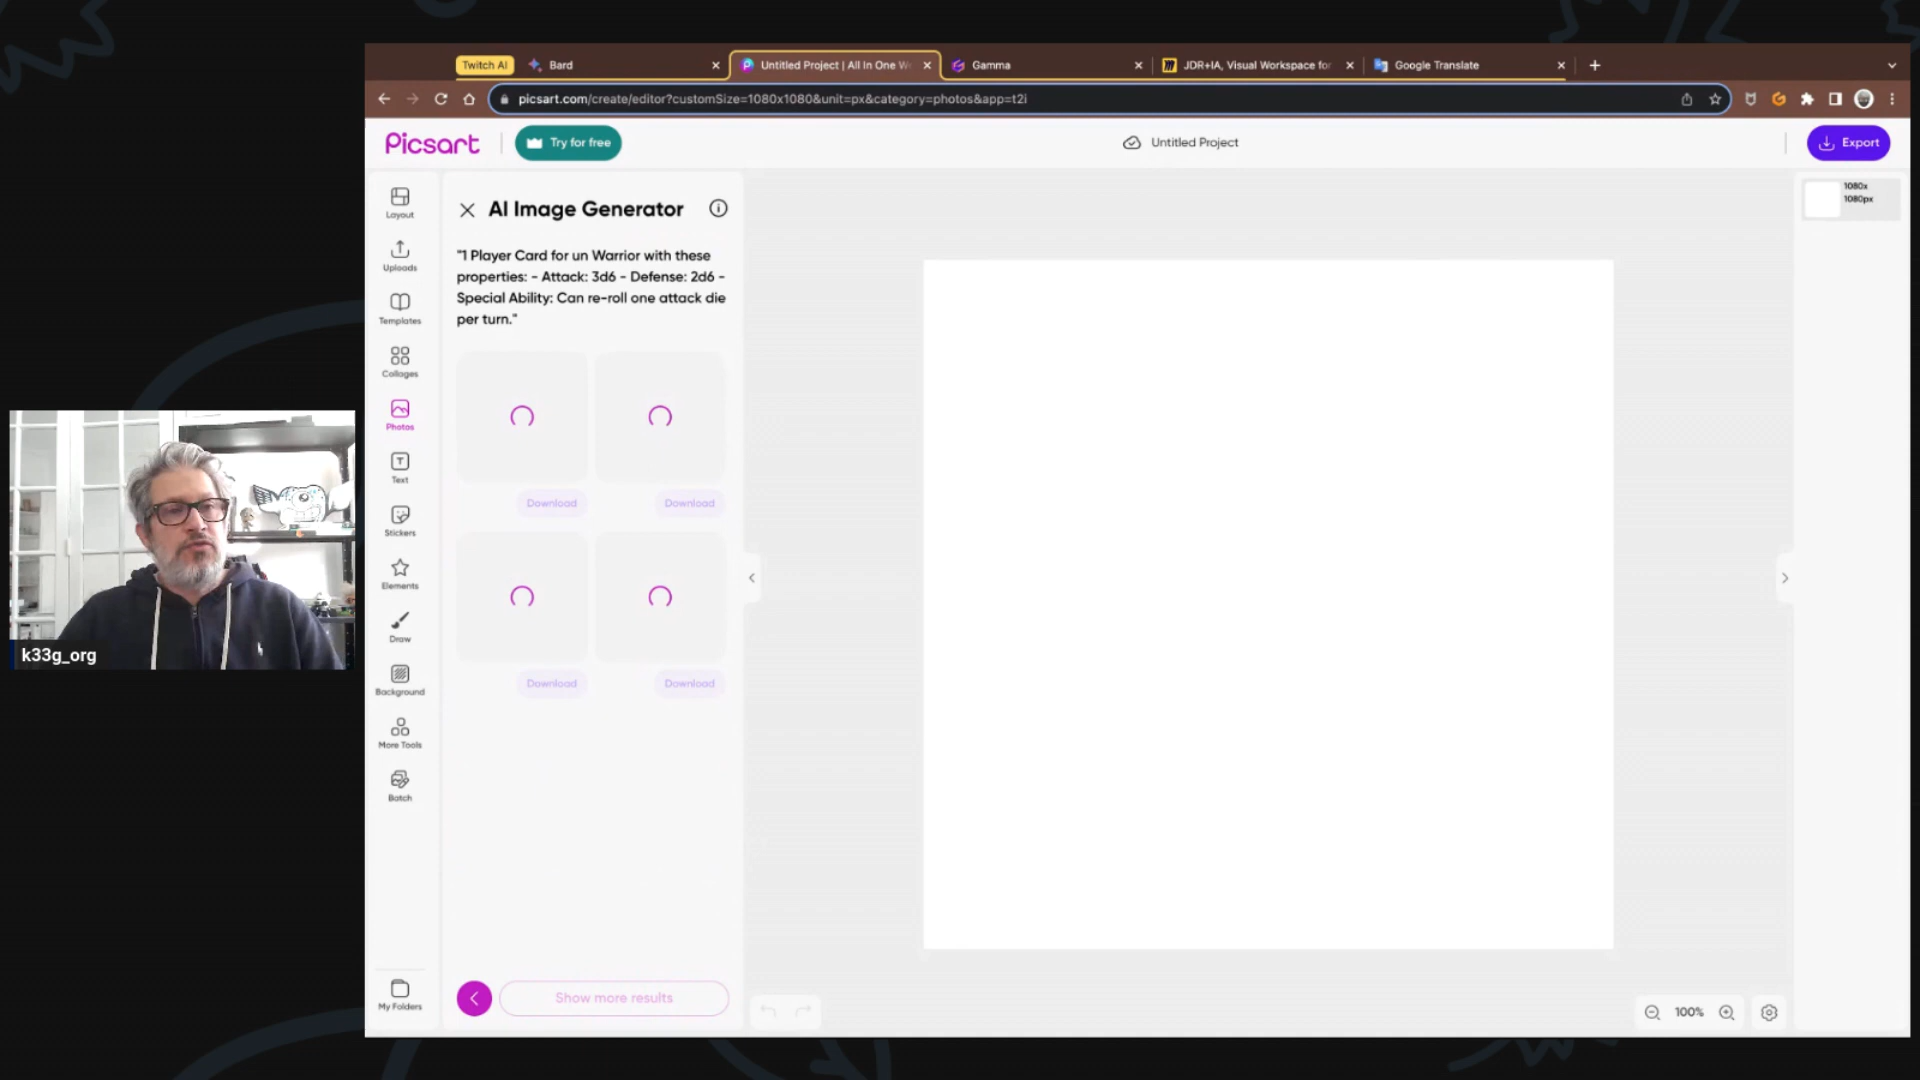 Twitch AI
Bard
Untitled Project | All In One W
Gamma
JDR+IA, Visual Workspace for
Google Translate
picsart.com/create/editor?customSize=1080x1080&unit=px&category=photos&app=t2i
Picsart
Try for free
Untitled Project
Export
Layout
Uploads
Templates
Collages
Photos
Text
Stickers
Elements
Draw
Background
More Tools
Batch
My Folders
AI Image Generator
"1 Player Card for un Warrior with these
properties: - Attack: 3d6 - Defense: 2d6 -
Special Ability: Can re-roll one attack die
per turn."
Download
Download
Download
Download
Show more results
1080x
1080px
100%
k33g_org